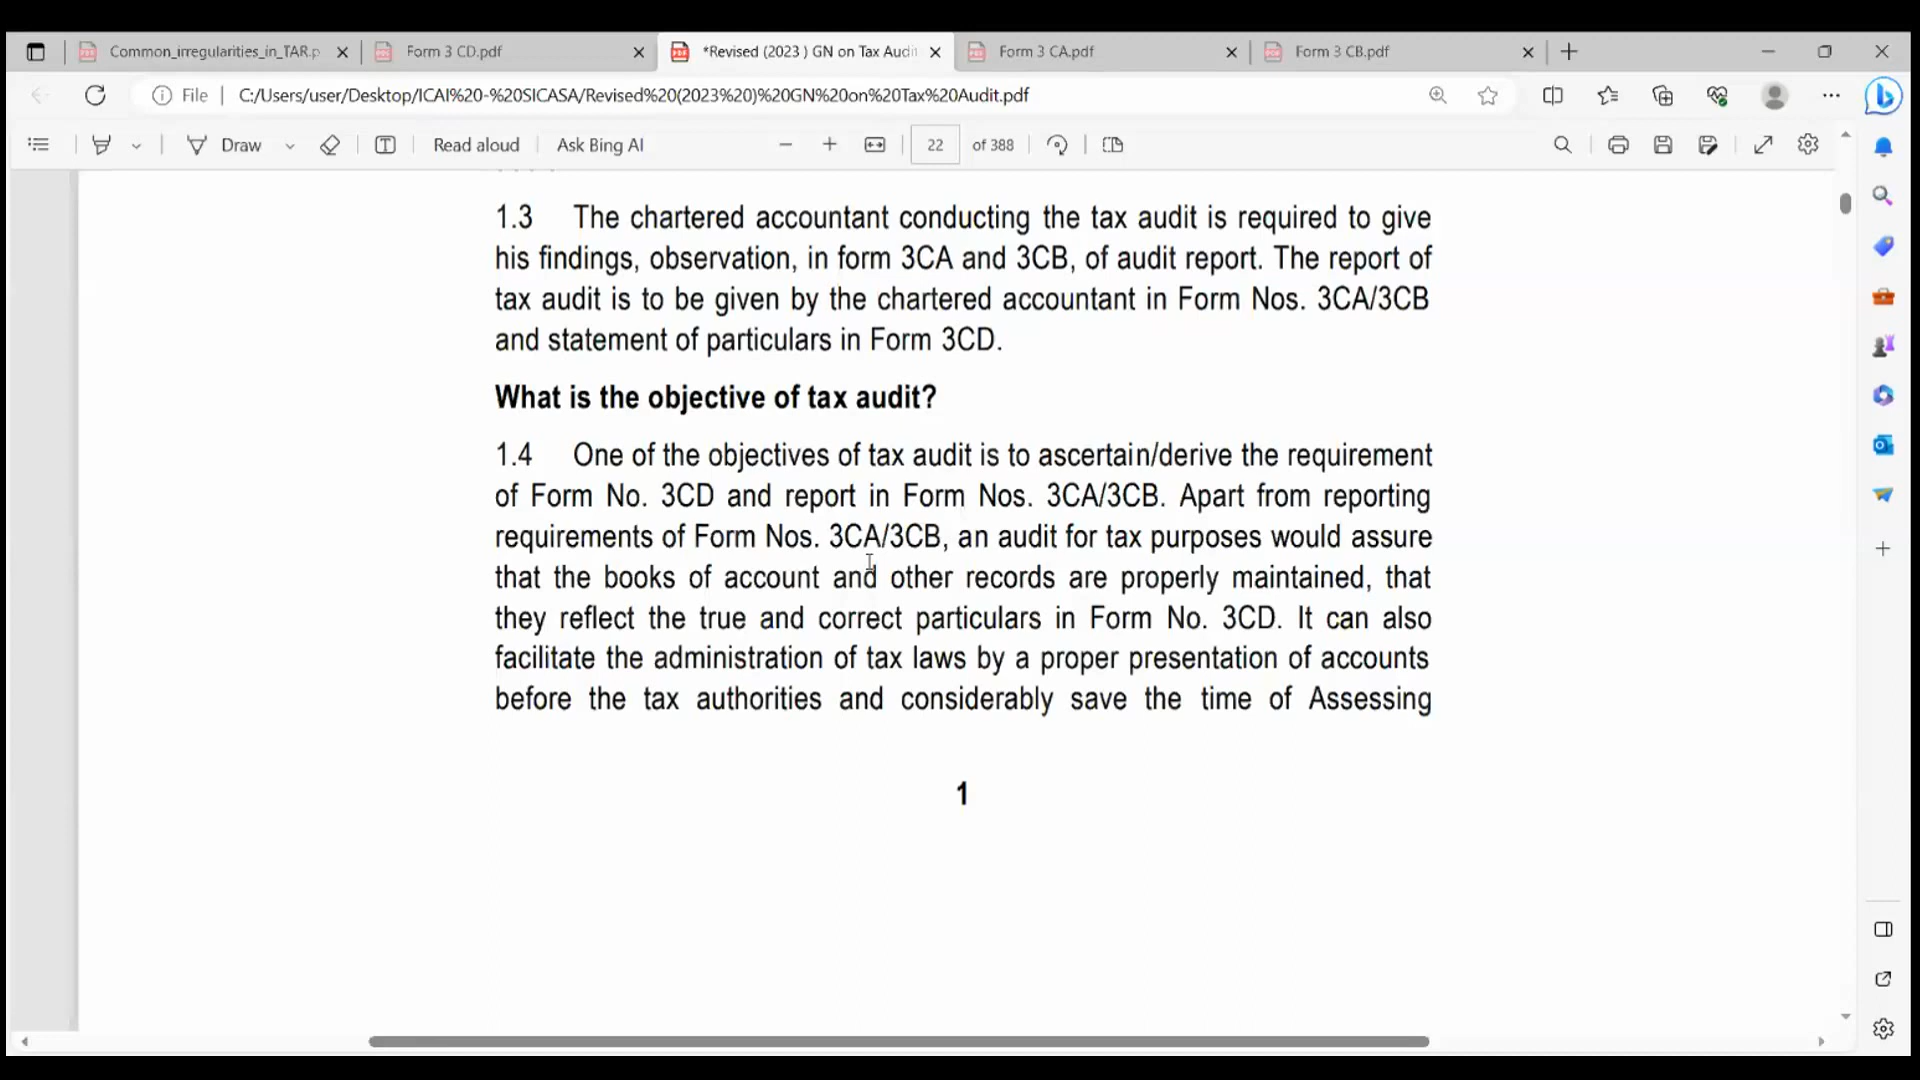 Common_irregularities_in_TAR.p
Form 3 CD.pdf
*Revised (2023 ) GN on Tax Audit
Form 3 CA.pdf
Form 3 CB.pdf
File
C:/Users/user/Desktop/ICAI%20-%20SICASA/Revised%20(2023%20)%20GN%20on%20Tax%20Audit.pdf
Draw
Read aloud
Ask Bing AI
22 of 388
1.3 The chartered accountant conducting the tax audit is required to give
his findings, observation, in form 3CA and 3CB, of audit report. The report of
tax audit is to be given by the chartered accountant in Form Nos. 3CA/3CB
and statement of particulars in Form 3CD.
What is the objective of tax audit?
1.4 One of the objectives of tax audit is to ascertain/derive the requirement
of Form No. 3CD and report in Form Nos. 3CA/3CB. Apart from reporting
requirements of Form Nos. 3CA/3CB, an audit for tax purposes would assure
that the books of account and other records are properly maintained, that
they reflect the true and correct particulars in Form No. 3CD. It can also
facilitate the administration of tax laws by a proper presentation of accounts
before the tax authorities and considerably save the time of Assessing
1